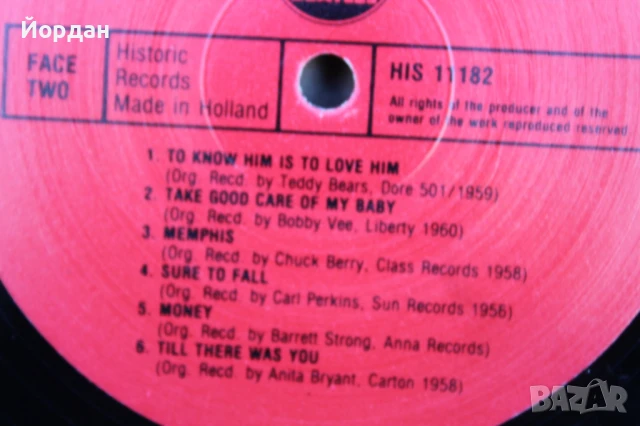 Йордан
FACE
TWO
Historic
Records
Made in Holland
HIS 11182
All rights of the producer and of the
owner of the work reproduced reserved
1. TO KNOW HIM IS TO LOVE HIM
(Org. Recd. by Teddy Bears, Dore 501/1959)
2. TAKE GOOD CARE OF MY BABY
(Org. Recd. by Bobby Vee, Liberty 1960)
3. MEMPHIS
(Org. Recd. by Chuck Berry, Class Records 1958)
4. SURE TO FALL
(Org. Recd. by Carl Perkins, Sun Records 1956)
5. MONEY
(Org. Recd. by Barrett Strong, Anna Records)
6. TILL THERE WAS YOU
(Org. Recd. by Anita Bryant, Carton 1958)
BAZAR
bazar.bg